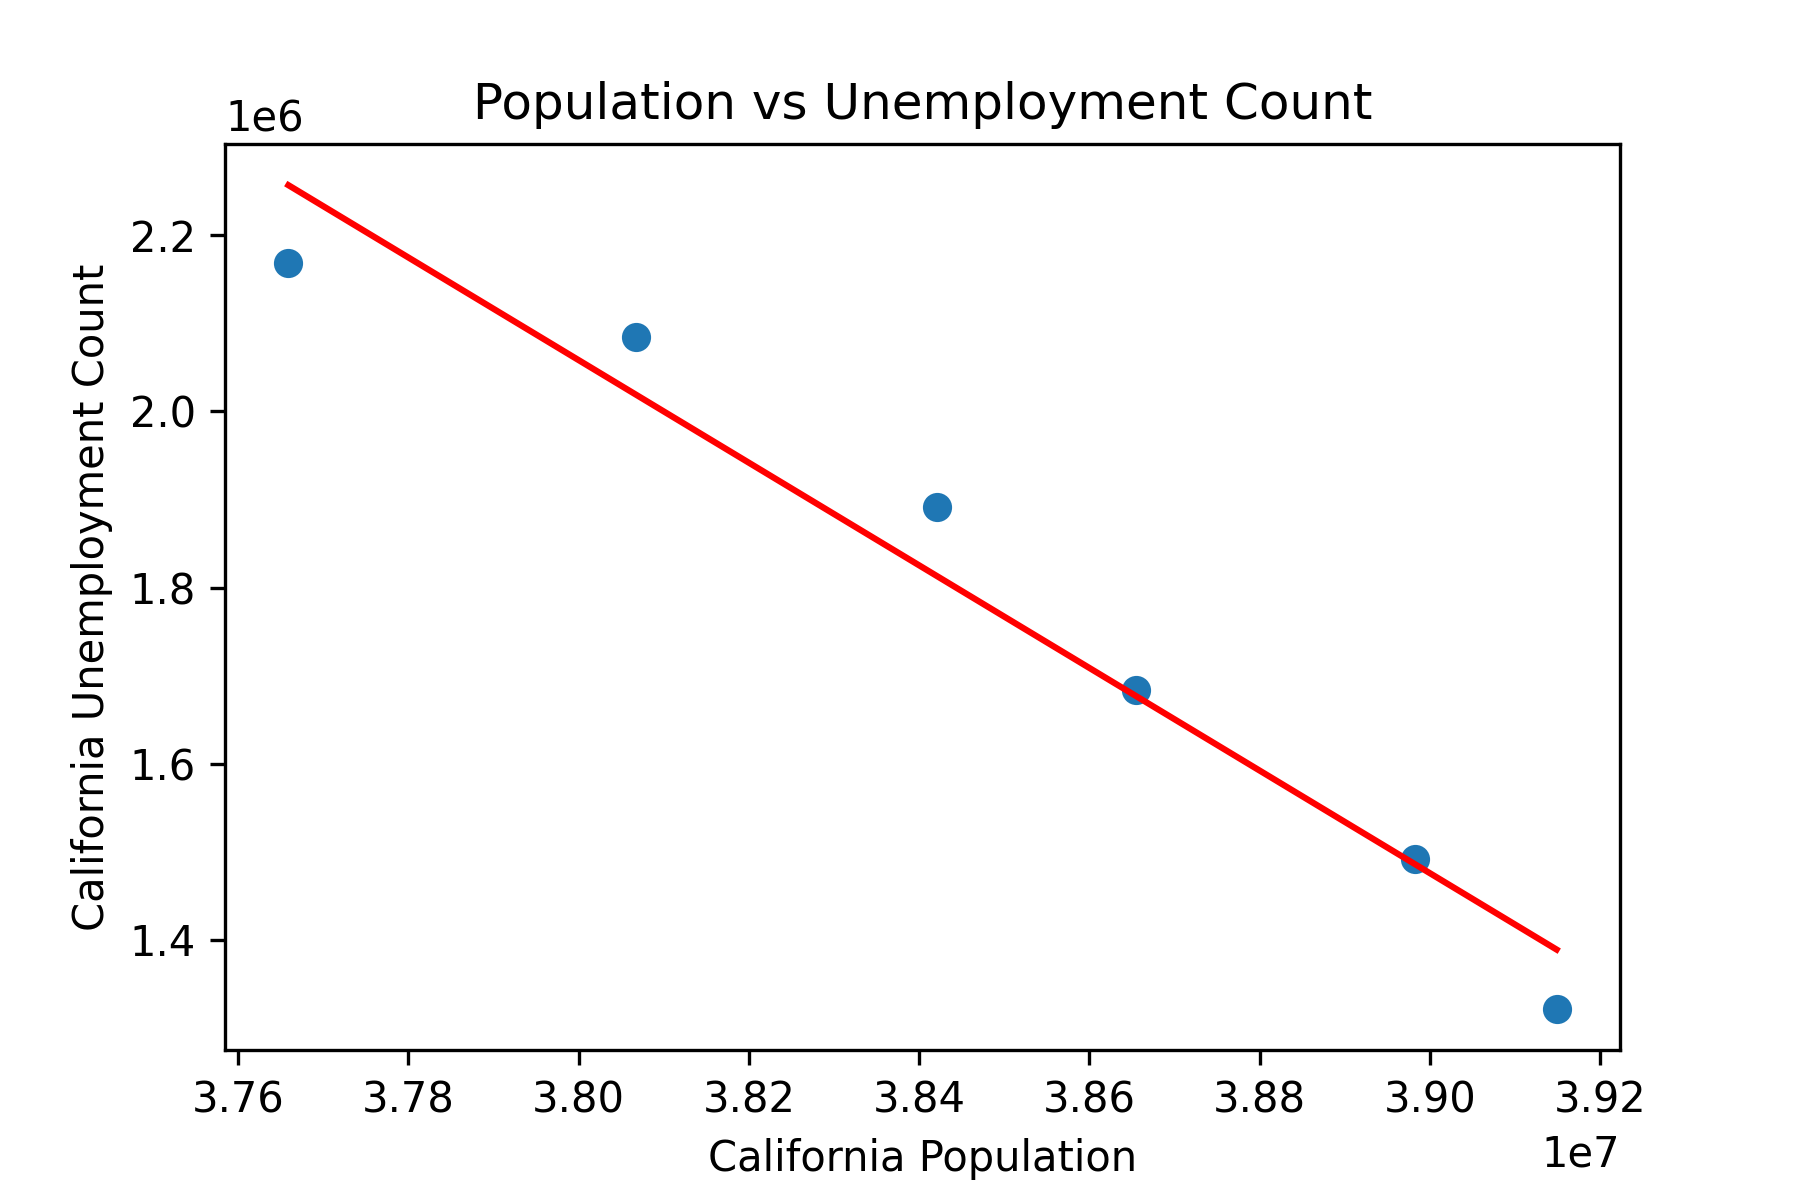 Population vs Unemployment Count
1e6
2.2
2.0
1.8
1.6
1.4
California Unemployment Count
3.76 3.78 3.80 3.82 3.84 3.86 3.88 3.90 3.92
1e7
California Population